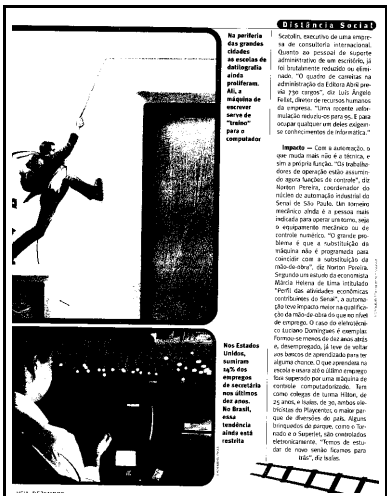 Distância Social
Na periferia
das grandes
cidades
as escolas de
datilografia
ainda
proliferam.
Ali, a
máquina de
escrever
serve de
"treino"
para o
computador
Scatolin, executivo de uma empre-
sa de consultoria internacional.
Quanto ao pessoal de suporte
administrativo de um escritório, já
foi brutalmente reduzido ou elimi-
nado. "O quadro de carreiras na
administração da Editora Abril pre-
via 730 cargos", diz Luis Ângelo
Fellet, diretor de recursos humanos
da empresa. "Uma recente refor-
mulação reduziu-os para 95. E para
ocupar qualquer um deles exigem-
se conhecimentos de informática."
Impacto — Com a automação, o
que muda mais não é a técnica, e
sim a própria função. "Os trabalha-
dores de operação estão assumin-
do agora funções de controle", diz
Norton Pereira, coordenador do
núcleo de automação industrial do
Senai de São Paulo. Um torneiro
mecânico ainda é a pessoa mais
indicada para operar um torno, seja
o equipamento mecânico ou de
controle numérico. "O grande pro-
blema é que a substituição da
máquina não é programada para
coincidir com a substituição da
mão-de-obra", diz Norton Pereira.
Segundo um estudo da economista
Márcia Helena de Lima intitulado
"Perfil das atividades econômicas
contribuintes do Senai", a automa-
ção teve impacto maior na qualifica-
ção da mão-de-obra do que no nível
de emprego. O caso do eletrotécni-
co Luciano Domingues é exemplar.
Formou-se menos de dez anos atrás
e, desempregado, já teve de voltar
aos bancos de aprendizado para ter
alguma chance. O que aprendera na
escola e usara até o último emprego
fora superado por uma máquina de
controle computadorizado. Tem
como colegas de turma Hilton, de
25 anos, e Isaías, de 30, ambos ele-
tricistas do Playcenter, o maior par-
que de diversões do país. Alguns
brinquedos do parque, como o Tor-
nado e o Superjet, são controlados
eletronicamente. "Temos de estu-
dar de novo senão ficamos para
trás", diz Isaías.
Nos Estados
Unidos,
sumiram
14% dos
empregos
de secretária
nos últimos
dez anos.
No Brasil,
essa
tendência
ainda está
restrita